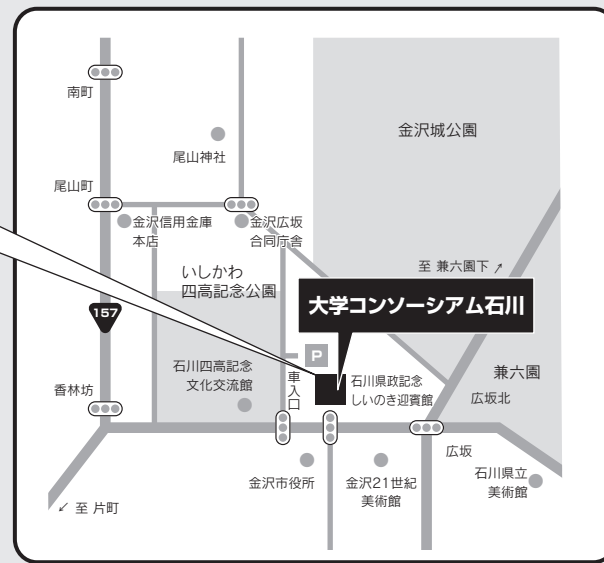 南町
金沢城公園
尾山神社
尾山町
金沢信用金庫
本店
金沢広坂
合同庁舎
至 兼六園下 ↗
いしかわ
四高記念公園
大学コンソーシアム石川
157
P
石川四高記念
文化交流館
車入口
石川県政記念
しいのき迎賓館
兼六園
広坂北
香林坊
広坂
金沢市役所
金沢21世紀
美術館
石川県立
美術館
↙ 至 片町